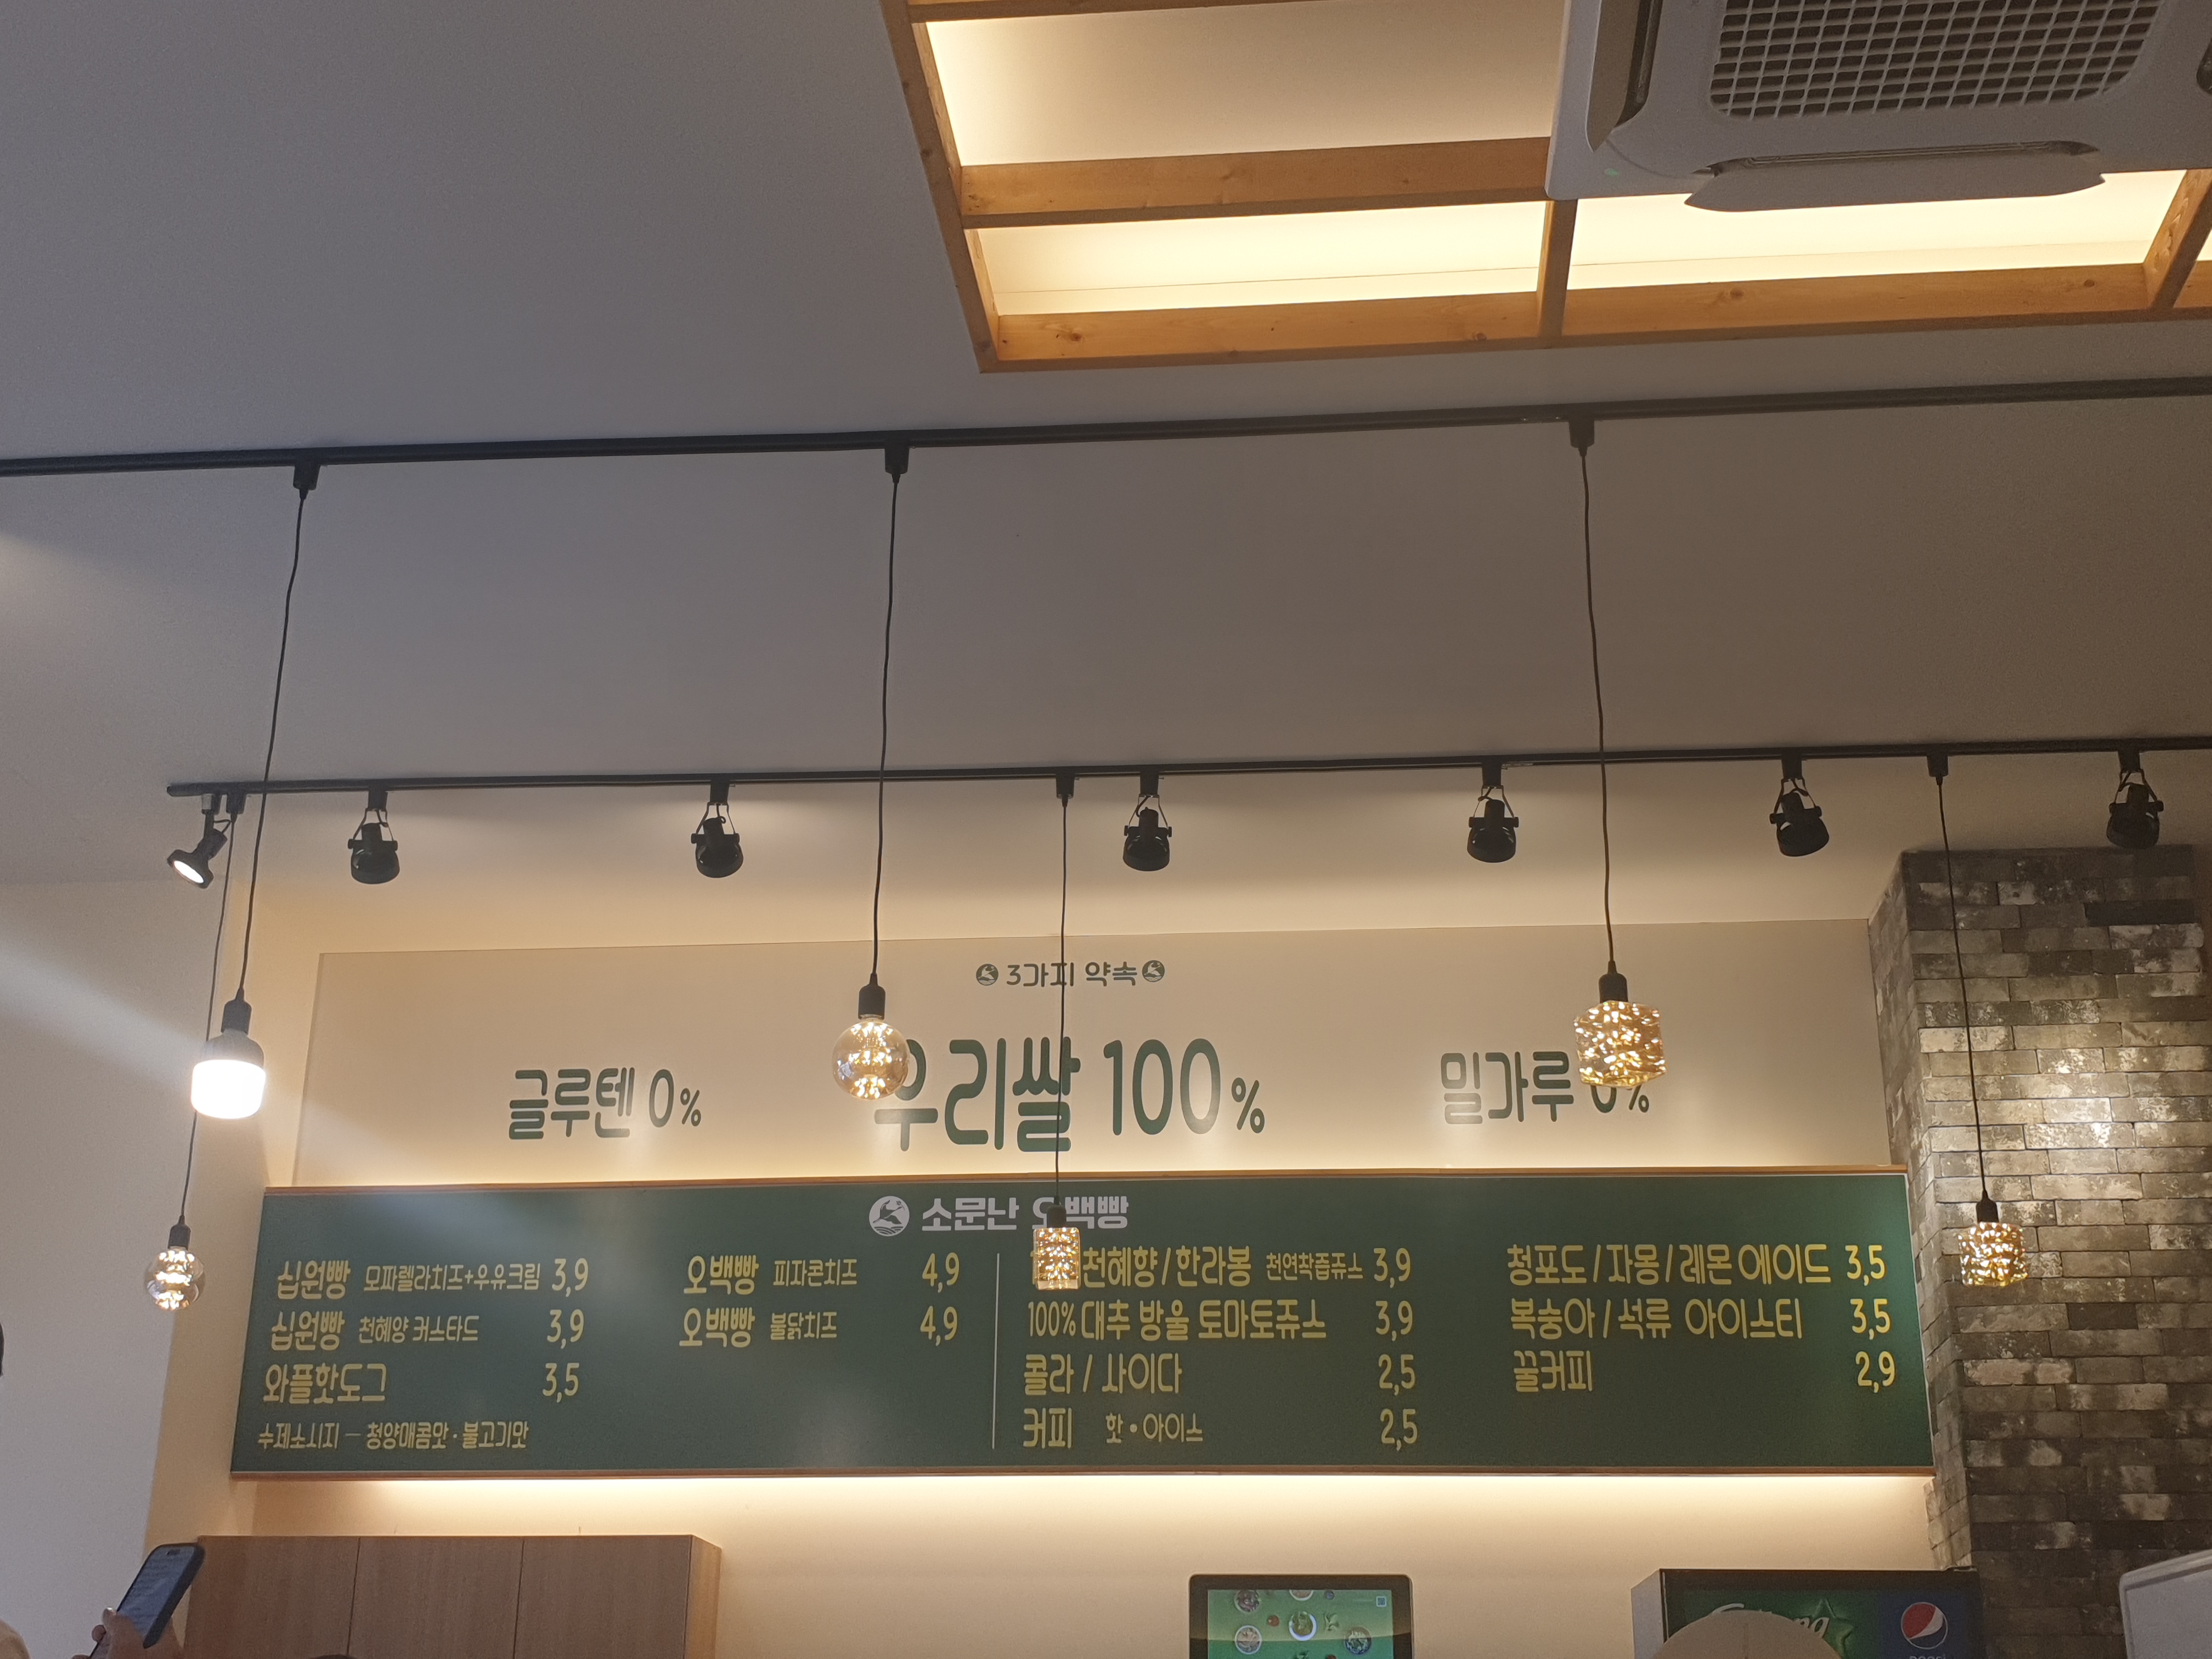 3가지 약속
글루텐 0%
우리쌀 100%
밀가루 0%
소문난 오백빵
십원빵 모짜렐라치즈+우유크림 3,9
십원빵 천혜향 커스타드 3,9
와플핫도그 3,5
수제소시지 - 청양매콤맛·불고기맛
오백빵 피자콘치즈 4,9
오백빵 불닭치즈 4,9
천혜향/한라봉 천연착즙쥬스 3,9
100% 대추 방울 토마토쥬스 3,9
콜라 / 사이다 2,5
커피 핫·아이스 2,5
청포도/자몽/레몬 에이드 3,5
복숭아/석류 아이스티 3,5
꿀커피 2,9